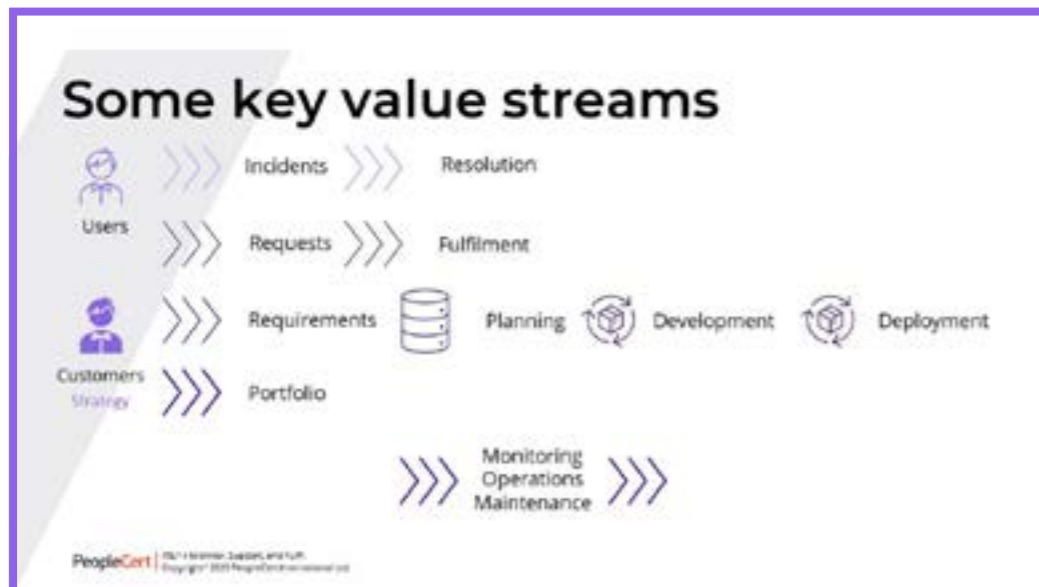 Some key value streams
Incidents Resolution
Users
Requests Fulfilment
Requirements Planning Development Deployment
Customers
Strategy
Portfolio
Monitoring
Operations
Maintenance
PeopleCert